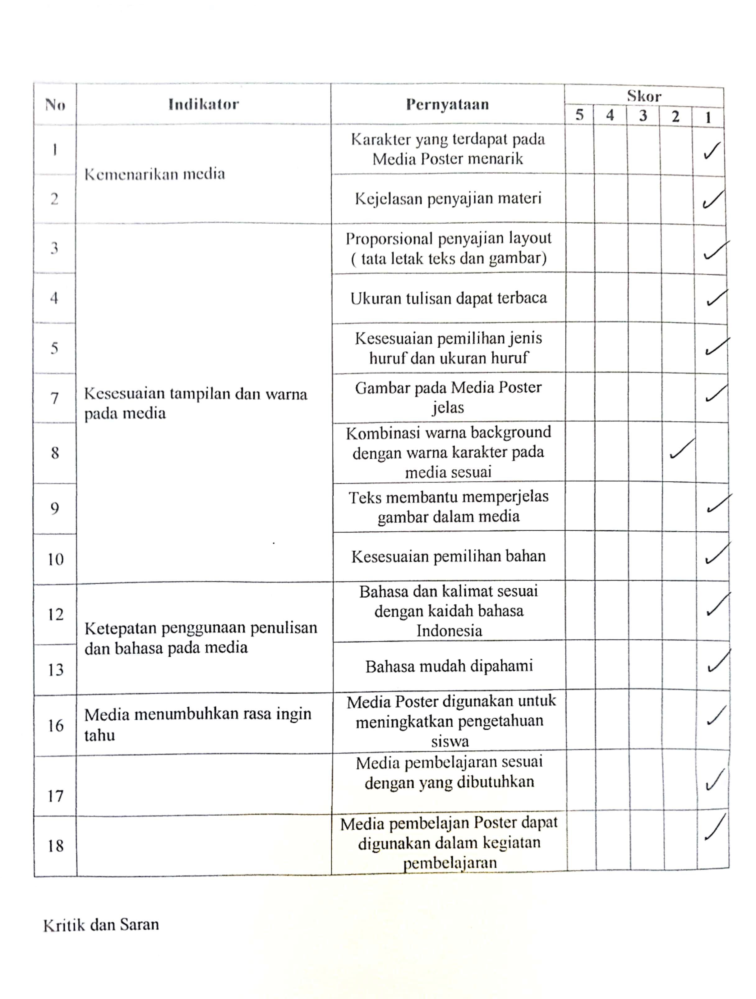 No Indikator Pernyataan Skor
5 4 3 2 1
1 Kemenarikan media Karakter yang terdapat pada
Media Poster menarik ✓
2 Kejelasan penyajian materi ✓
3 Kesesuaian tampilan dan warna
pada media Proporsional penyajian layout
( tata letak teks dan gambar) ✓
4 Ukuran tulisan dapat terbaca ✓
5 Kesesuaian pemilihan jenis
huruf dan ukuran huruf ✓
7 Gambar pada Media Poster
jelas ✓
8 Kombinasi warna background
dengan warna karakter pada
media sesuai ✓
9 Teks membantu memperjelas
gambar dalam media ✓
10 Kesesuaian pemilihan bahan ✓
12 Ketepatan penggunaan penulisan
dan bahasa pada media Bahasa dan kalimat sesuai
dengan kaidah bahasa
Indonesia ✓
13 Bahasa mudah dipahami ✓
16 Media menumbuhkan rasa ingin
tahu Media Poster digunakan untuk
meningkatkan pengetahuan
siswa ✓
17 Media pembelajaran sesuai
dengan yang dibutuhkan ✓
18 Media pembelajan Poster dapat
digunakan dalam kegiatan
pembelajaran ✓
Kritik dan Saran